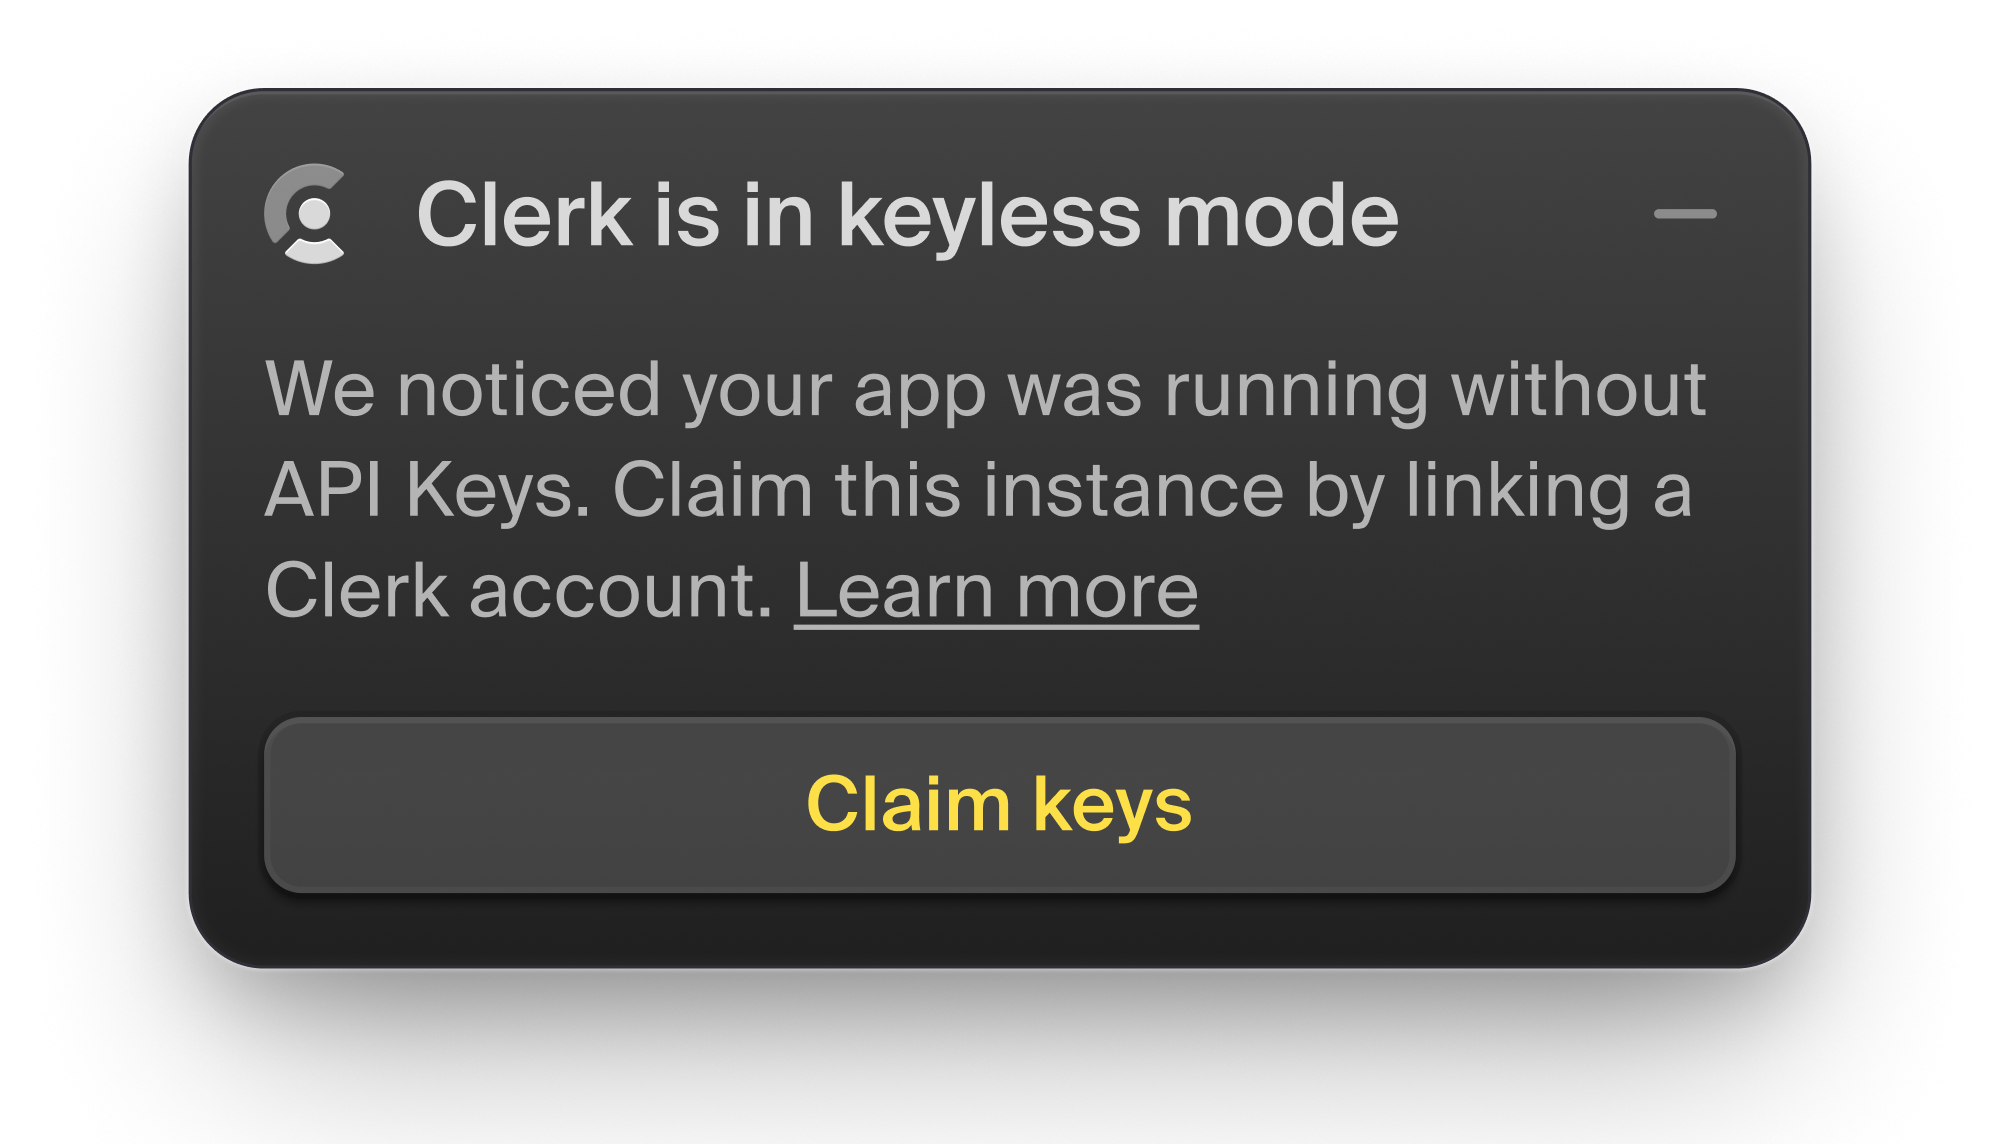 Clerk is in keyless mode
We noticed your app was running without
API Keys. Claim this instance by linking a
Clerk account. Learn more
Claim keys